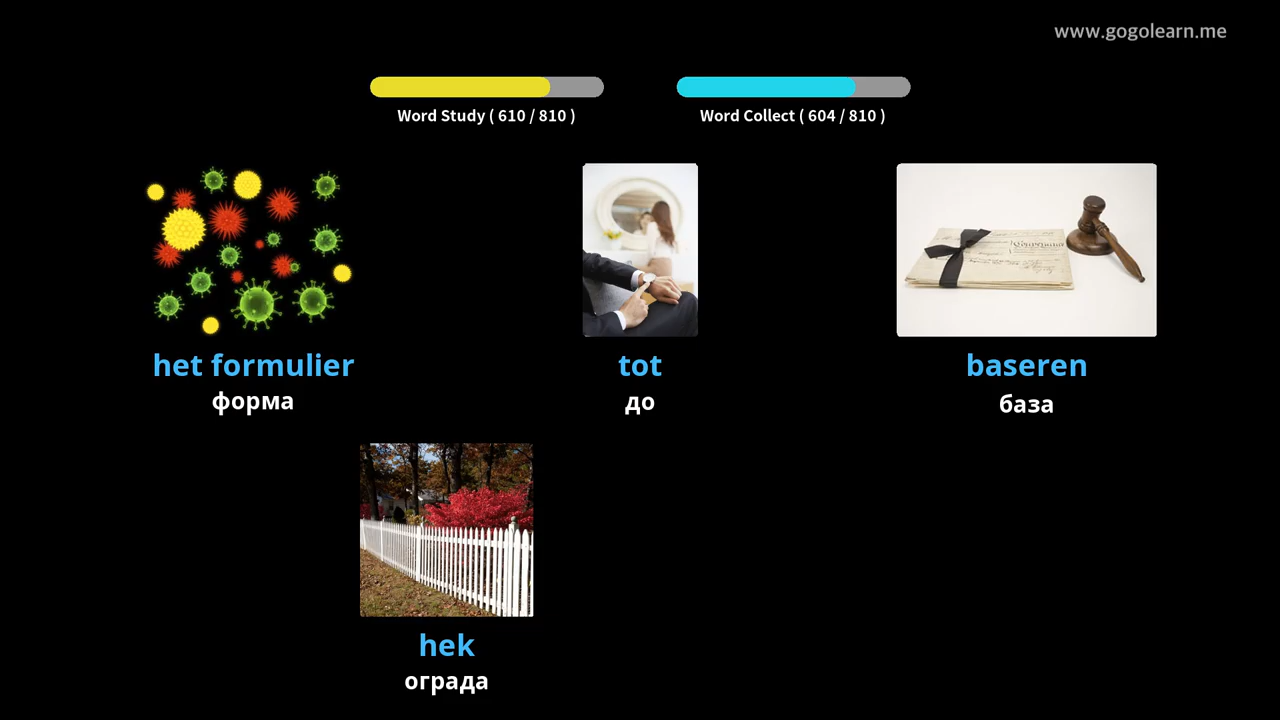 www.gogolearn.me
Word Study ( 610 / 810 )
Word Collect ( 604 / 810 )
het formulier
форма
tot
до
baseren
база
hek
ограда